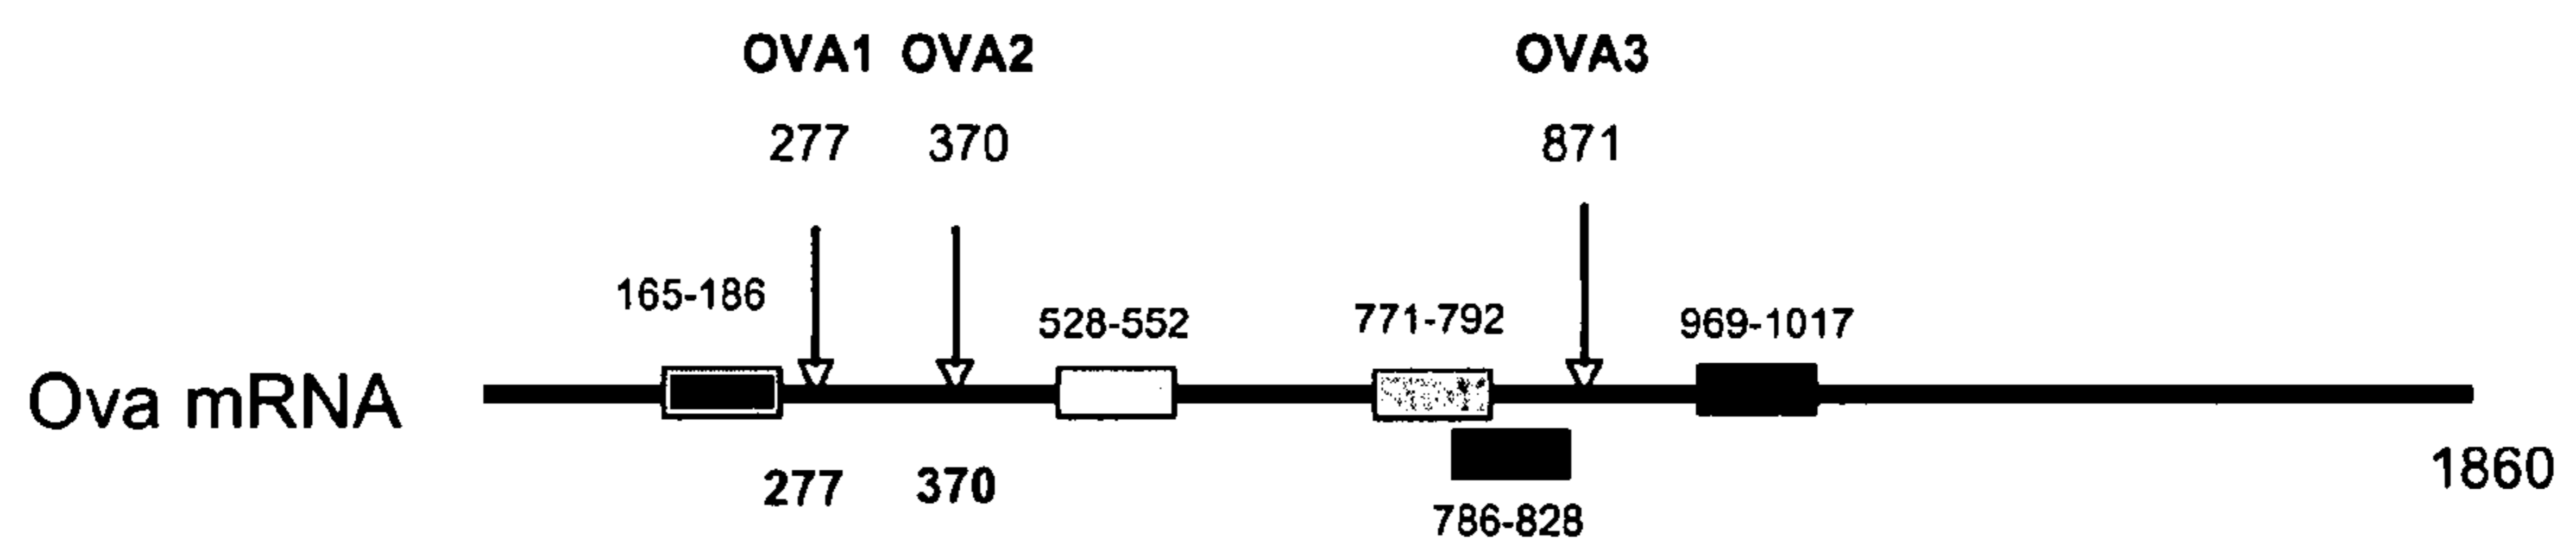 OVA1 OVA2 OVA3
277 370 871
165-186 528-552 771-792 969-1017
Ova mRNA
277 370 786-828 1860